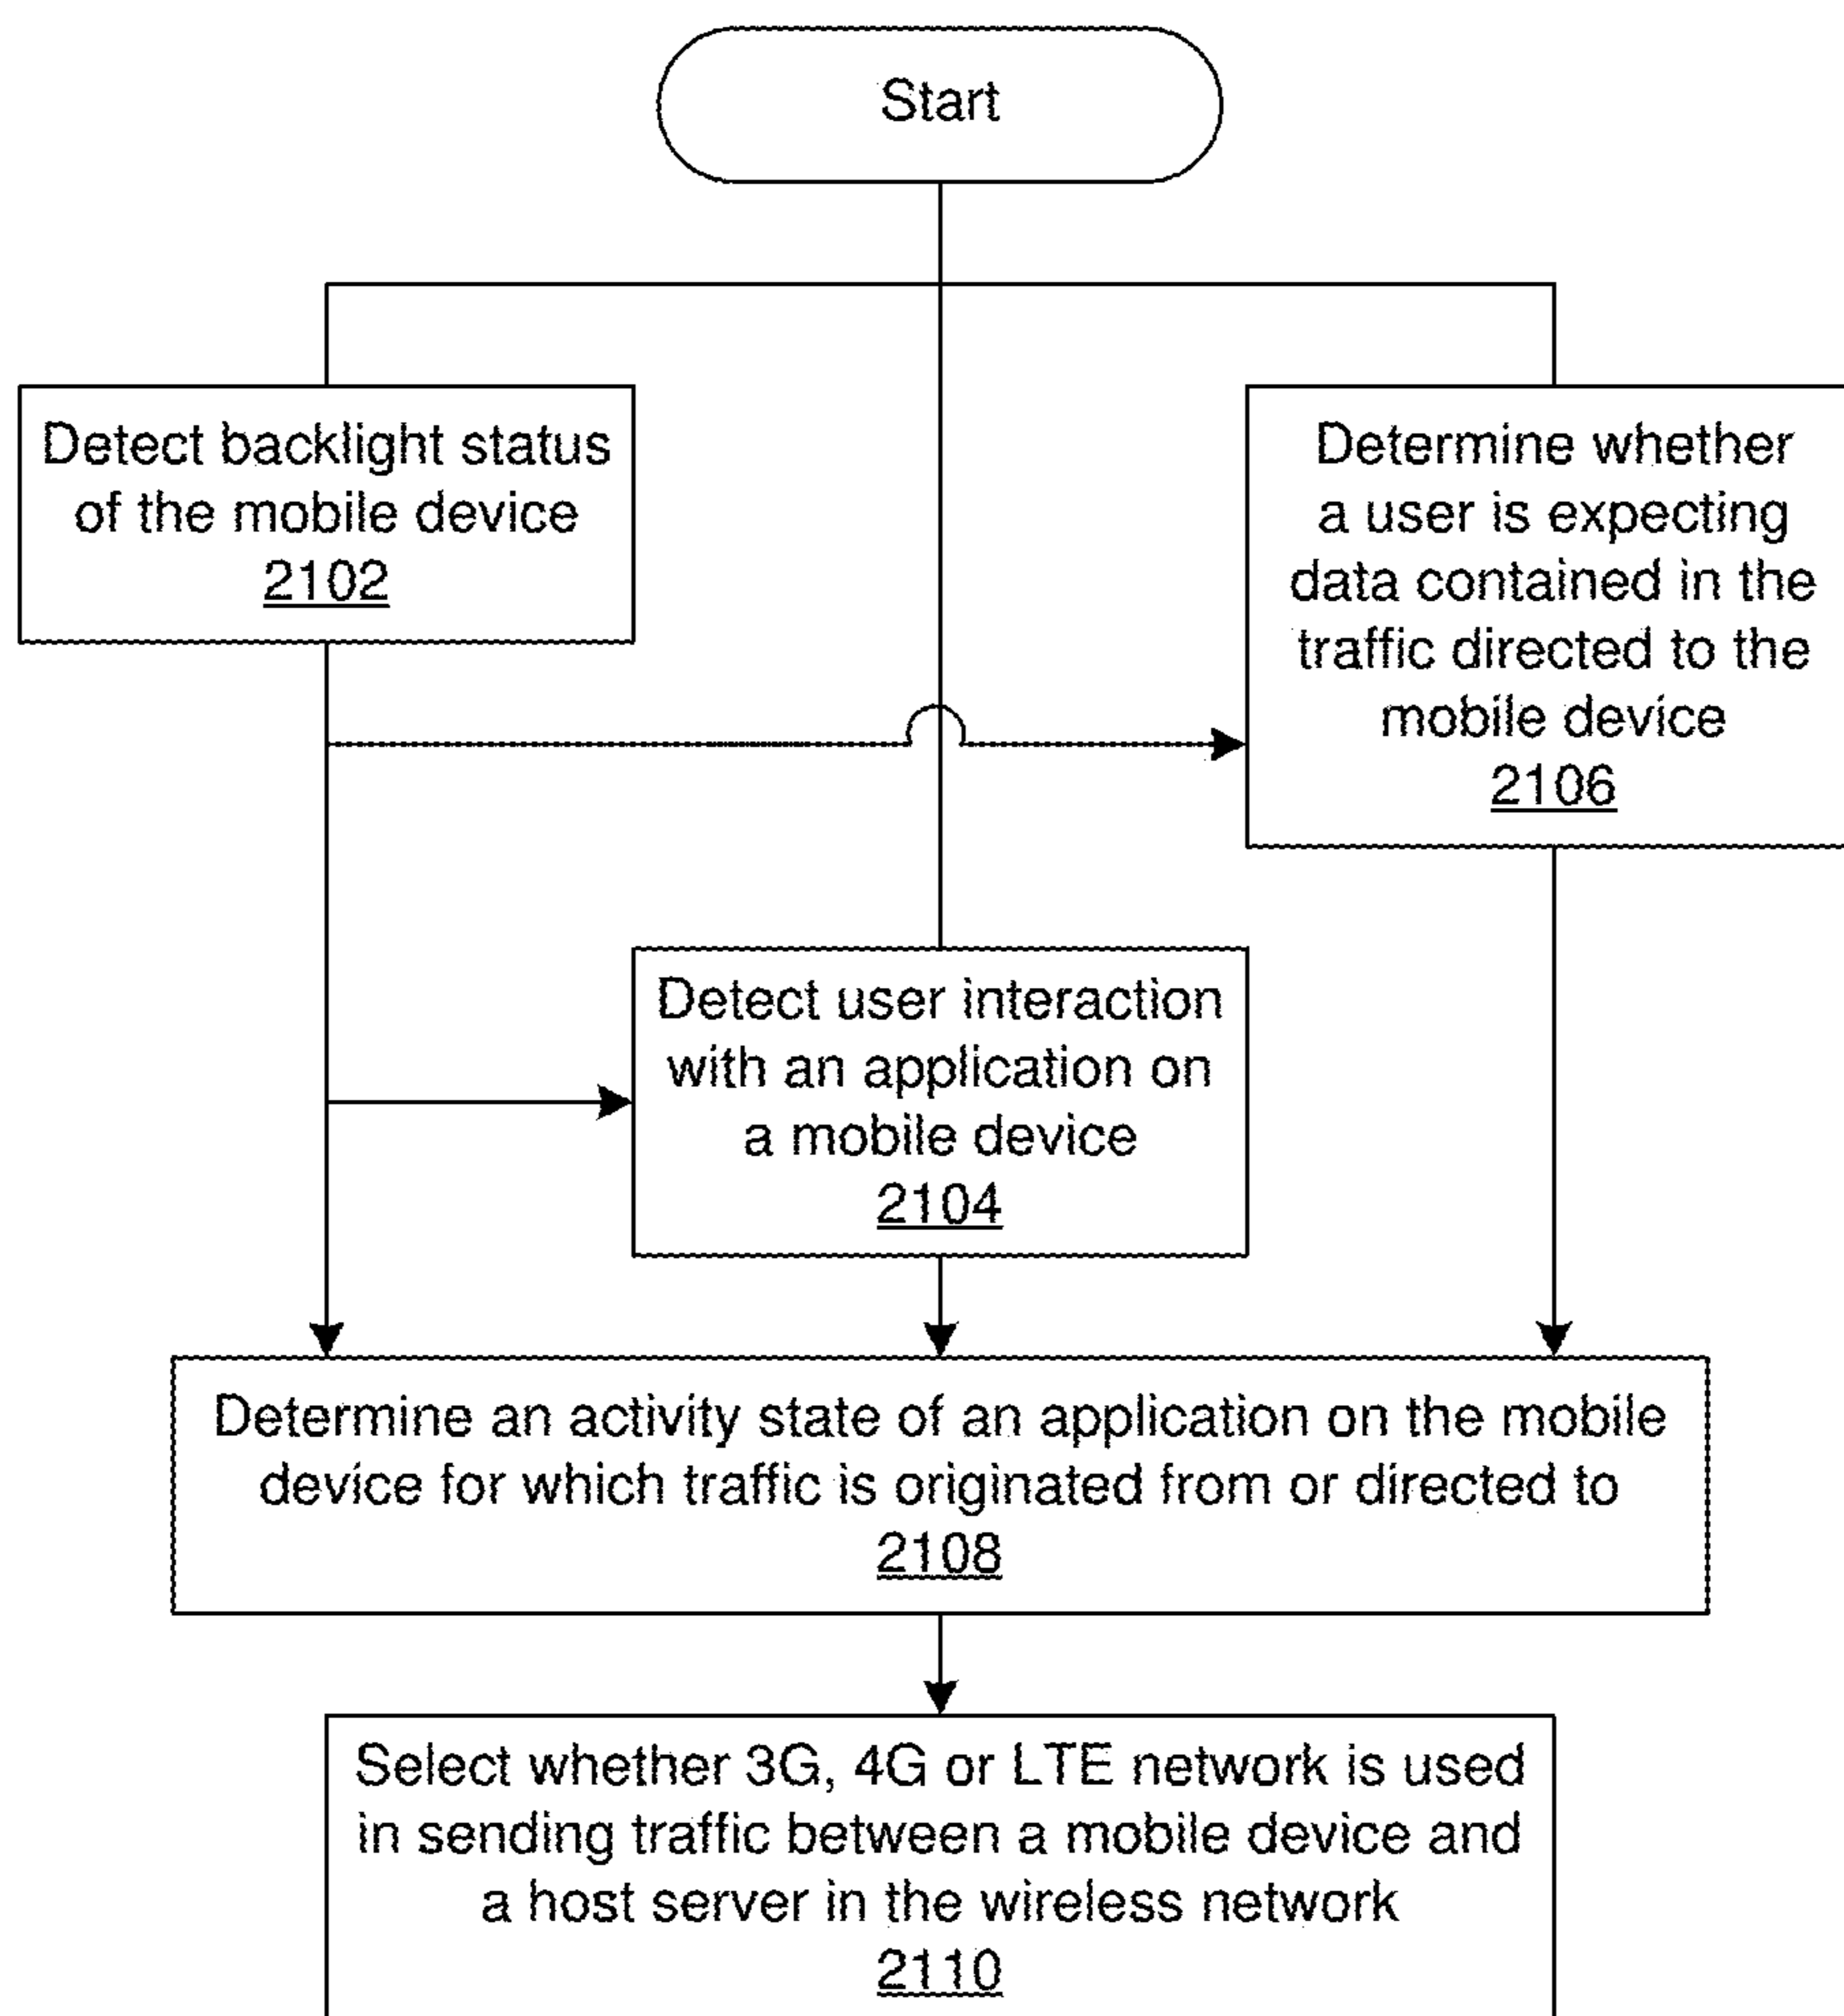 Start
Detect backlight status
of the mobile device
2102
Determine whether
a user is expecting
data contained in the
traffic directed to the
mobile device
2106
Detect user interaction
with an application on
a mobile device
2104
Determine an activity state of an application on the mobile
device for which traffic is originated from or directed to
2108
Select whether 3G, 4G or LTE network is used
in sending traffic between a mobile device and
a host server in the wireless network
2110